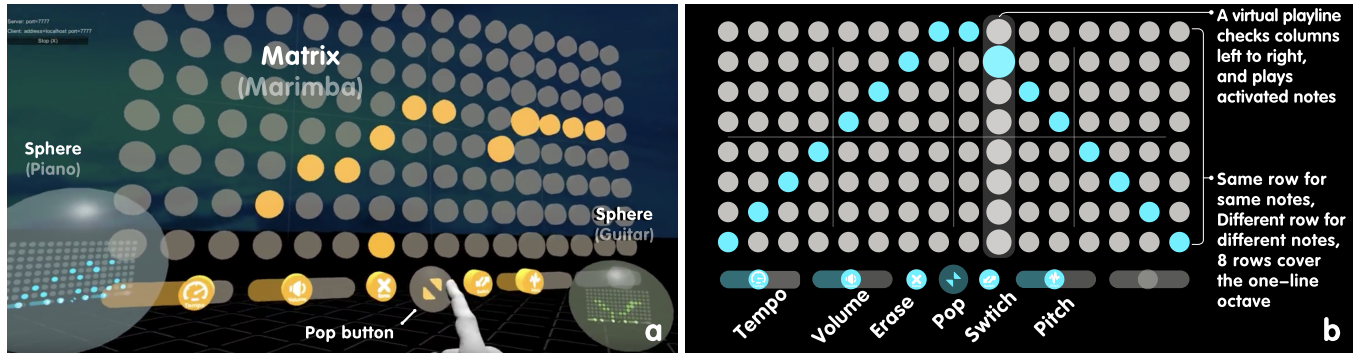 Server: port=7777
Client: address=localhost port=7777
Stop (X)
Matrix
(Marimba)
Sphere
(Piano)
Sphere
(Guitar)
Tempo
Volume
Pop button
a
A virtual playline
checks columns
left to right,
and plays
activated notes
Same row for
same notes,
Different row for
different notes,
8 rows cover
the one-line
octave
Tempo
Volume
Erase
Pop
Swtich
Pitch
b